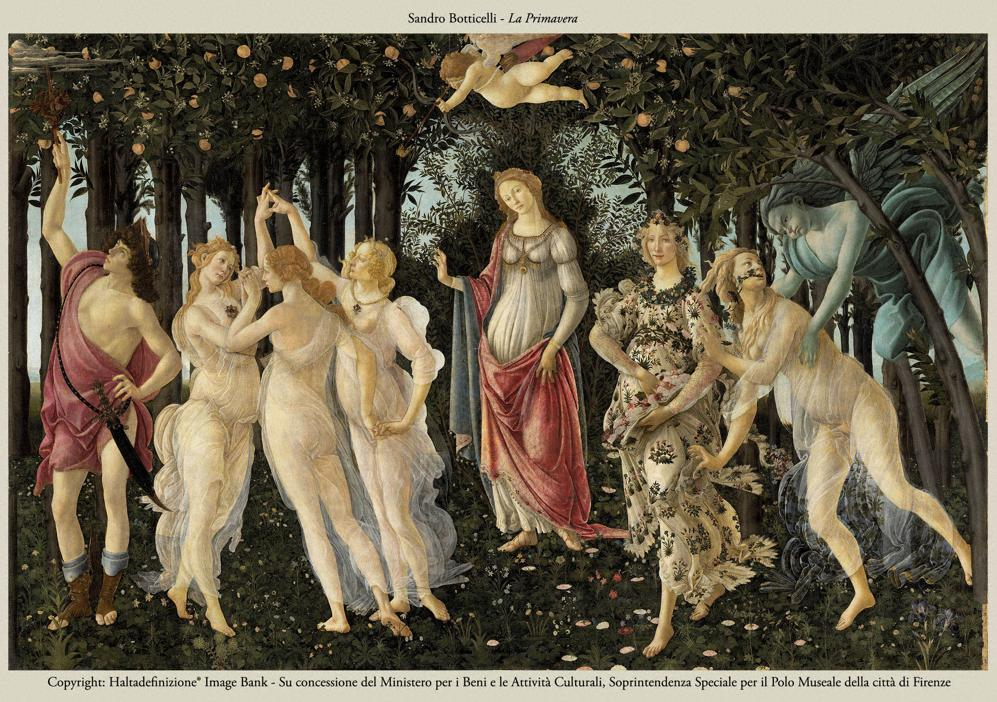 Sandro Botticelli - La Primavera
Copyright: Haltadefinizione® Image Bank - Su concessione del Ministero per i Beni e le Attività Culturali, Soprintendenza Speciale per il Polo Museale della città di Firenze